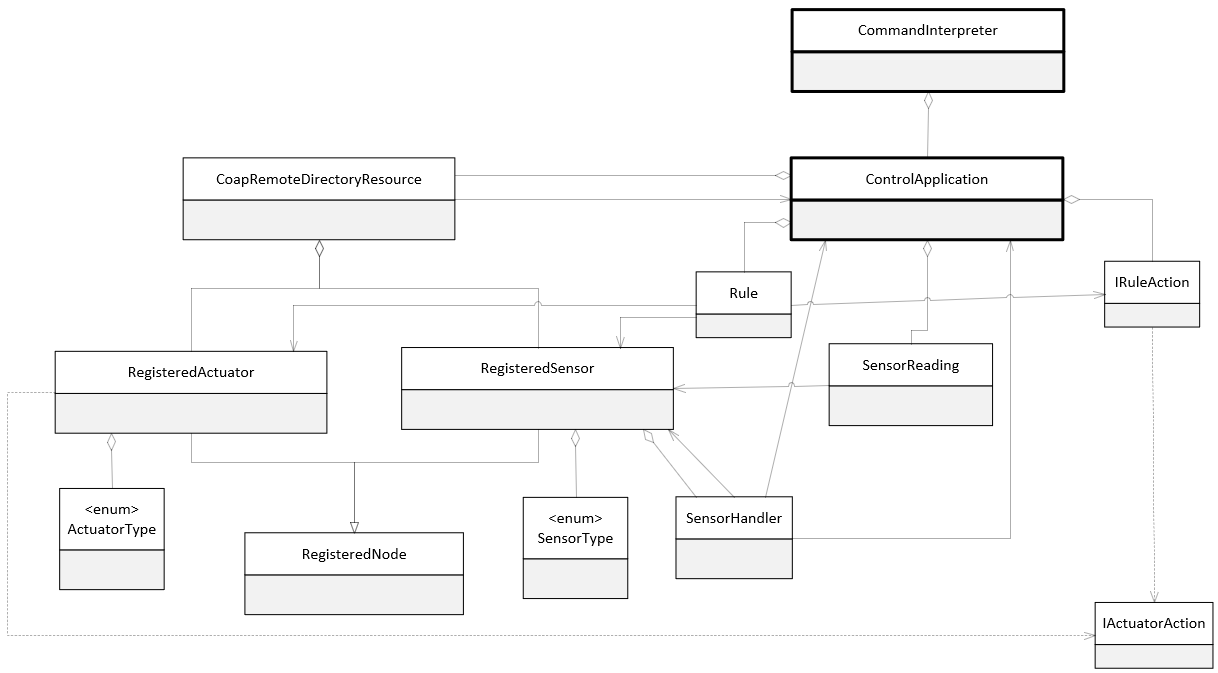 CommandInterpreter
CoapRemoteDirectoryResource
ControlApplication
Rule
IRuleAction
RegisteredActuator
RegisteredSensor
SensorReading
<enum>
ActuatorType
RegisteredNode
<enum>
SensorType
SensorHandler
IActuatorAction